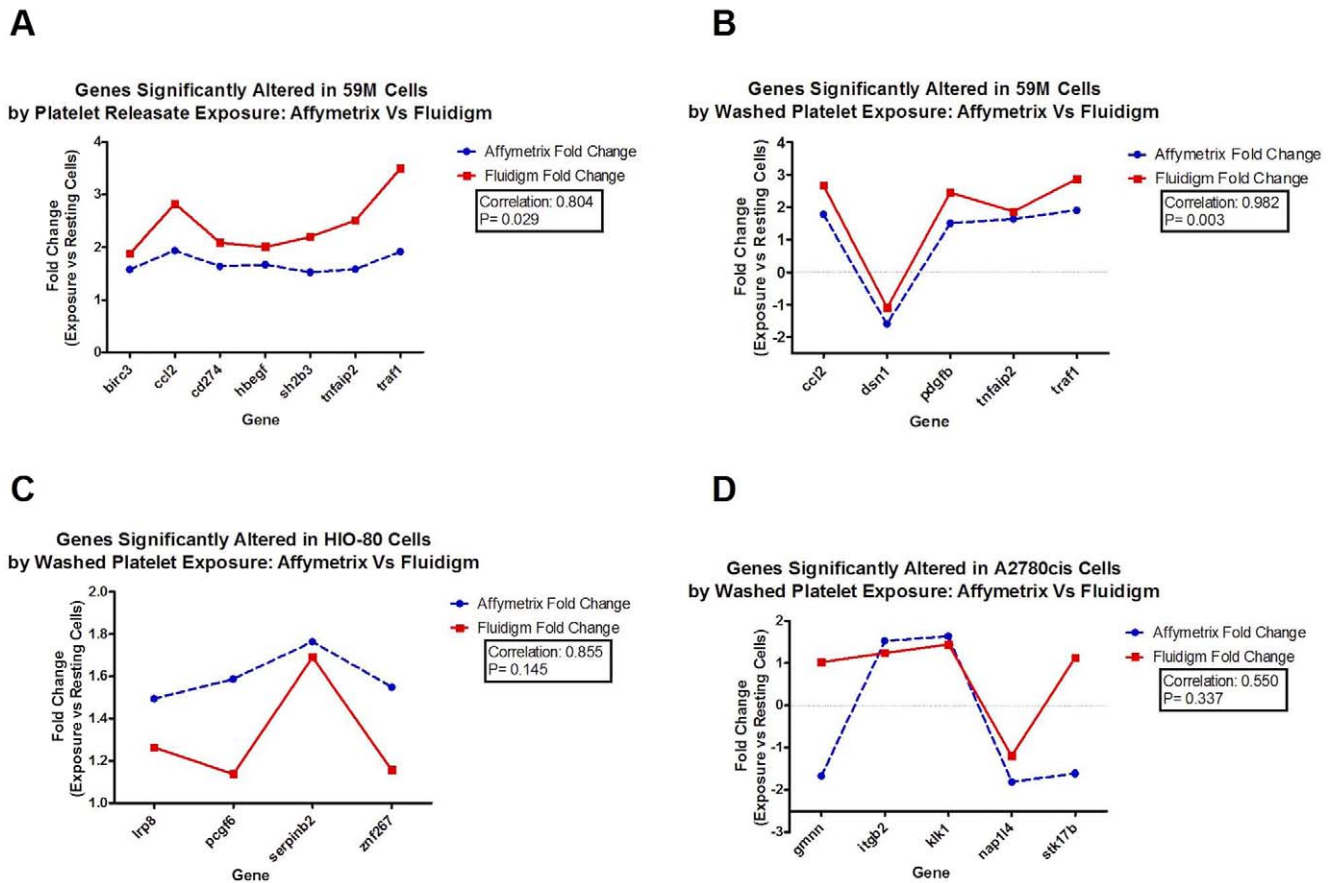 A
Genes Significantly Altered in 59M Cells
by Platelet Releasate Exposure: Affymetrix Vs Fluidigm
Fold Change
(Exposure vs Resting Cells)
4
3
2
1
0
Affymetrix Fold Change
Fluidigm Fold Change
Correlation: 0.804
P= 0.029
birc3
ccl2
cd274
hbegf
sh2b3
tnfaip2
traf1
Gene
B
Genes Significantly Altered in 59M Cells
by Washed Platelet Exposure: Affymetrix Vs Fluidigm
Fold Change
(Exposure vs Resting Cells)
4
3
2
1
0
-1
-2
Affymetrix Fold Change
Fluidigm Fold Change
Correlation: 0.982
P= 0.003
ccl2
dsn1
pdgfb
tnfaip2
traf1
Gene
C
Genes Significantly Altered in HIO-80 Cells
by Washed Platelet Exposure: Affymetrix Vs Fluidigm
Fold Change
(Exposure vs Resting Cells)
2.0
1.8
1.6
1.4
1.2
1.0
Affymetrix Fold Change
Fluidigm Fold Change
Correlation: 0.855
P= 0.145
lrp8
pcgf6
serpinb2
znf267
Gene
D
Genes Significantly Altered in A2780cis Cells
by Washed Platelet Exposure: Affymetrix Vs Fluidigm
Fold Change
(Exposure vs Resting Cells)
2
1
0
-1
-2
-3
Affymetrix Fold Change
Fluidigm Fold Change
Correlation: 0.550
P= 0.337
gmnn
itgb2
klk1
nap1l4
stk17b
Gene